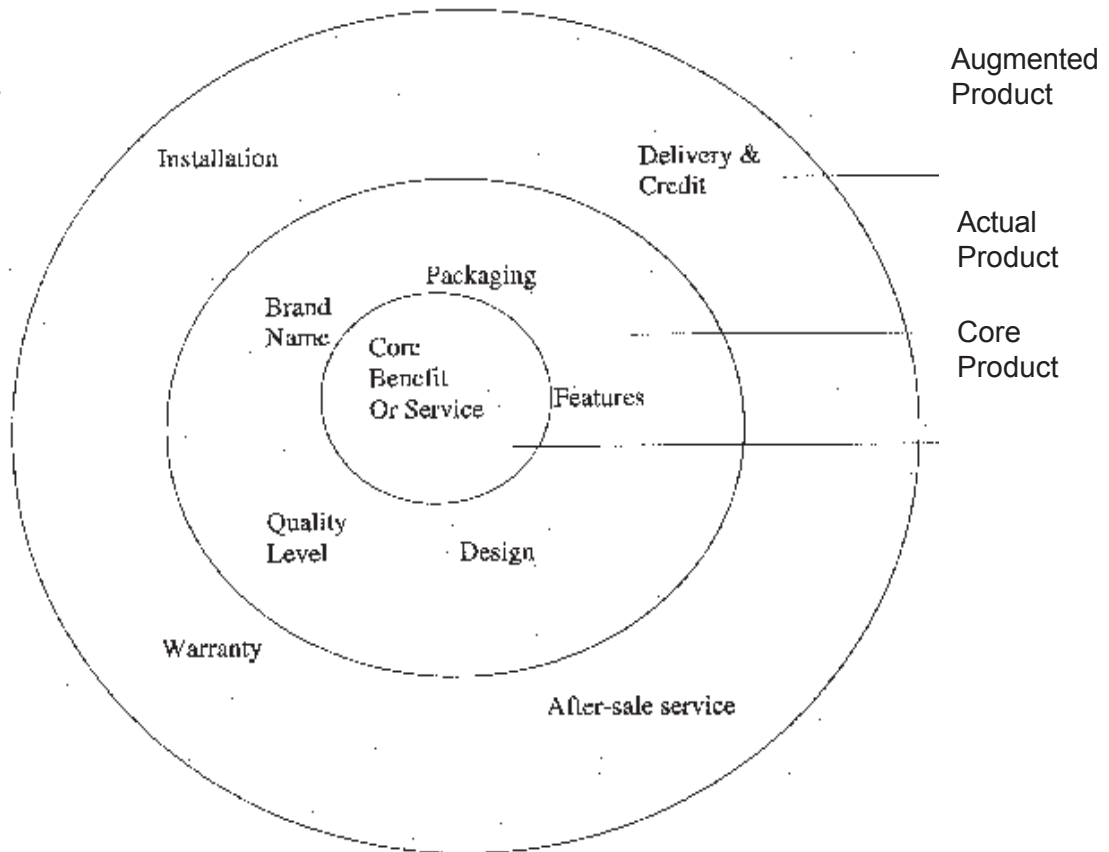 Augmented
Product
Installation
Delivery &
Credit
Actual
Product
Packaging
Brand
Name
Core
Product
Core
Benefit
Or Service
Features
Quality
Level
Design
Warranty
After-sale service